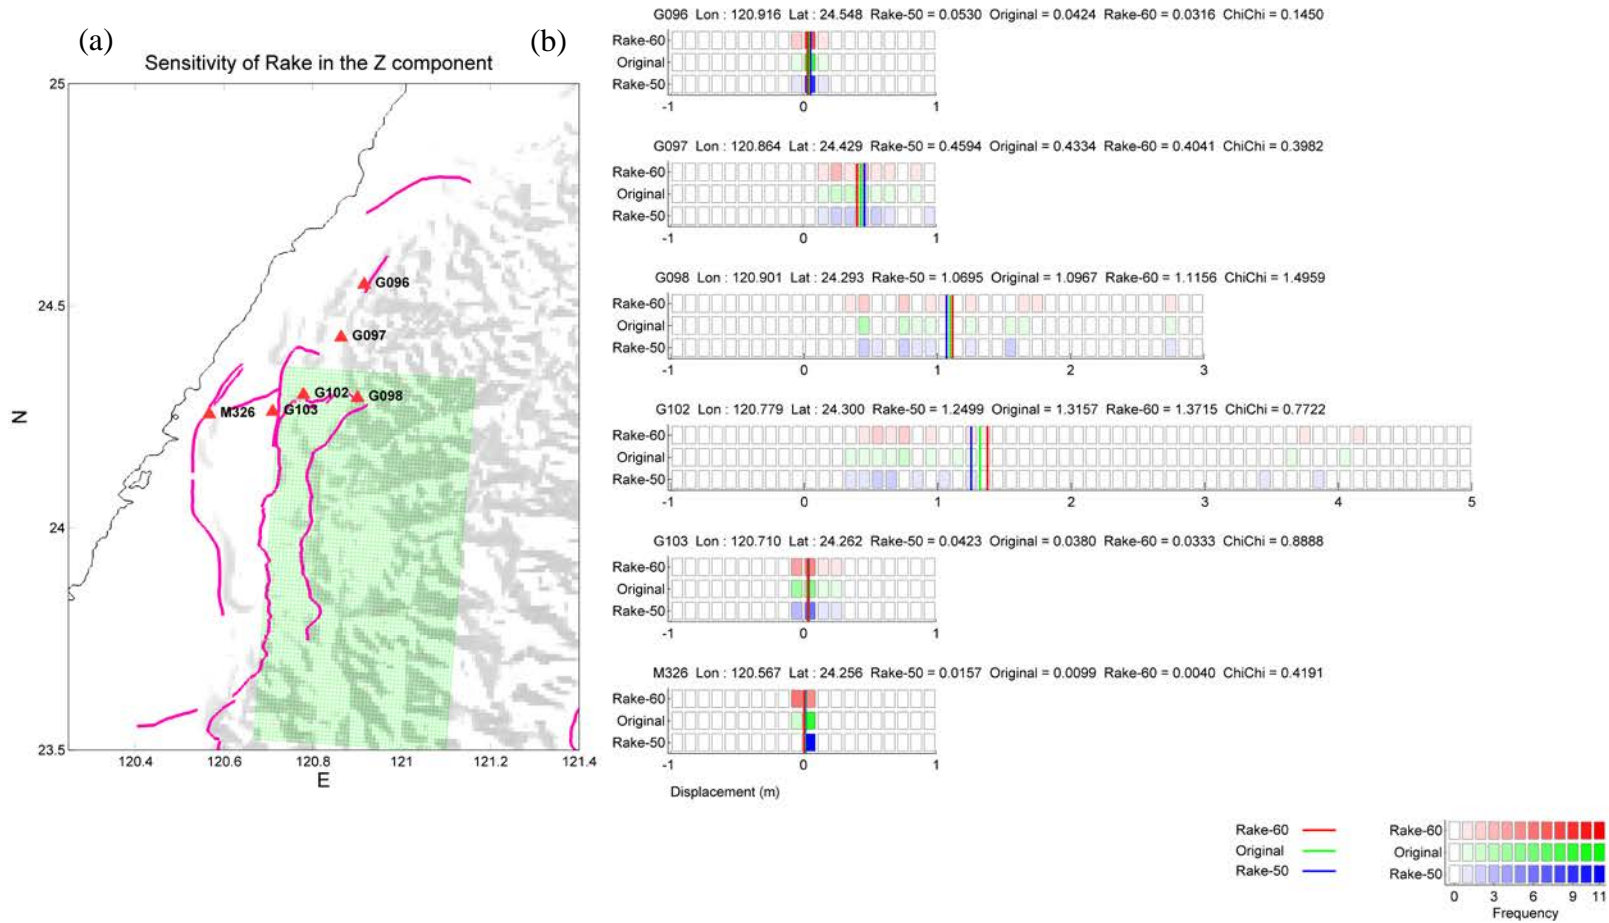 (a)
Sensitivity of Rake in the Z component
25
24.5
24
23.5
N
G096
G097
G102
G098
M326
G103
120.4 120.6 120.8 121 121.2 121.4
E
(b)
G096 Lon : 120.916 Lat : 24.548 Rake-50 = 0.0530 Original = 0.0424 Rake-60 = 0.0316 ChiChi = 0.1450
Rake-60
Original
Rake-50
-1 0 1
G097 Lon : 120.864 Lat : 24.429 Rake-50 = 0.4594 Original = 0.4334 Rake-60 = 0.4041 ChiChi = 0.3982
Rake-60
Original
Rake-50
-1 0 1
G098 Lon : 120.901 Lat : 24.293 Rake-50 = 1.0695 Original = 1.0967 Rake-60 = 1.1156 ChiChi = 1.4959
Rake-60
Original
Rake-50
-1 0 1 2 3
G102 Lon : 120.779 Lat : 24.300 Rake-50 = 1.2499 Original = 1.3157 Rake-60 = 1.3715 ChiChi = 0.7722
Rake-60
Original
Rake-50
-1 0 1 2 3 4 5
G103 Lon : 120.710 Lat : 24.262 Rake-50 = 0.0423 Original = 0.0380 Rake-60 = 0.0333 ChiChi = 0.8888
Rake-60
Original
Rake-50
-1 0 1
M326 Lon : 120.567 Lat : 24.256 Rake-50 = 0.0157 Original = 0.0099 Rake-60 = 0.0040 ChiChi = 0.4191
Rake-60
Original
Rake-50
-1 0 1
Displacement (m)
Rake-60
Original
Rake-50
Rake-60
Original
Rake-50
0 3 6 9 11
Frequency